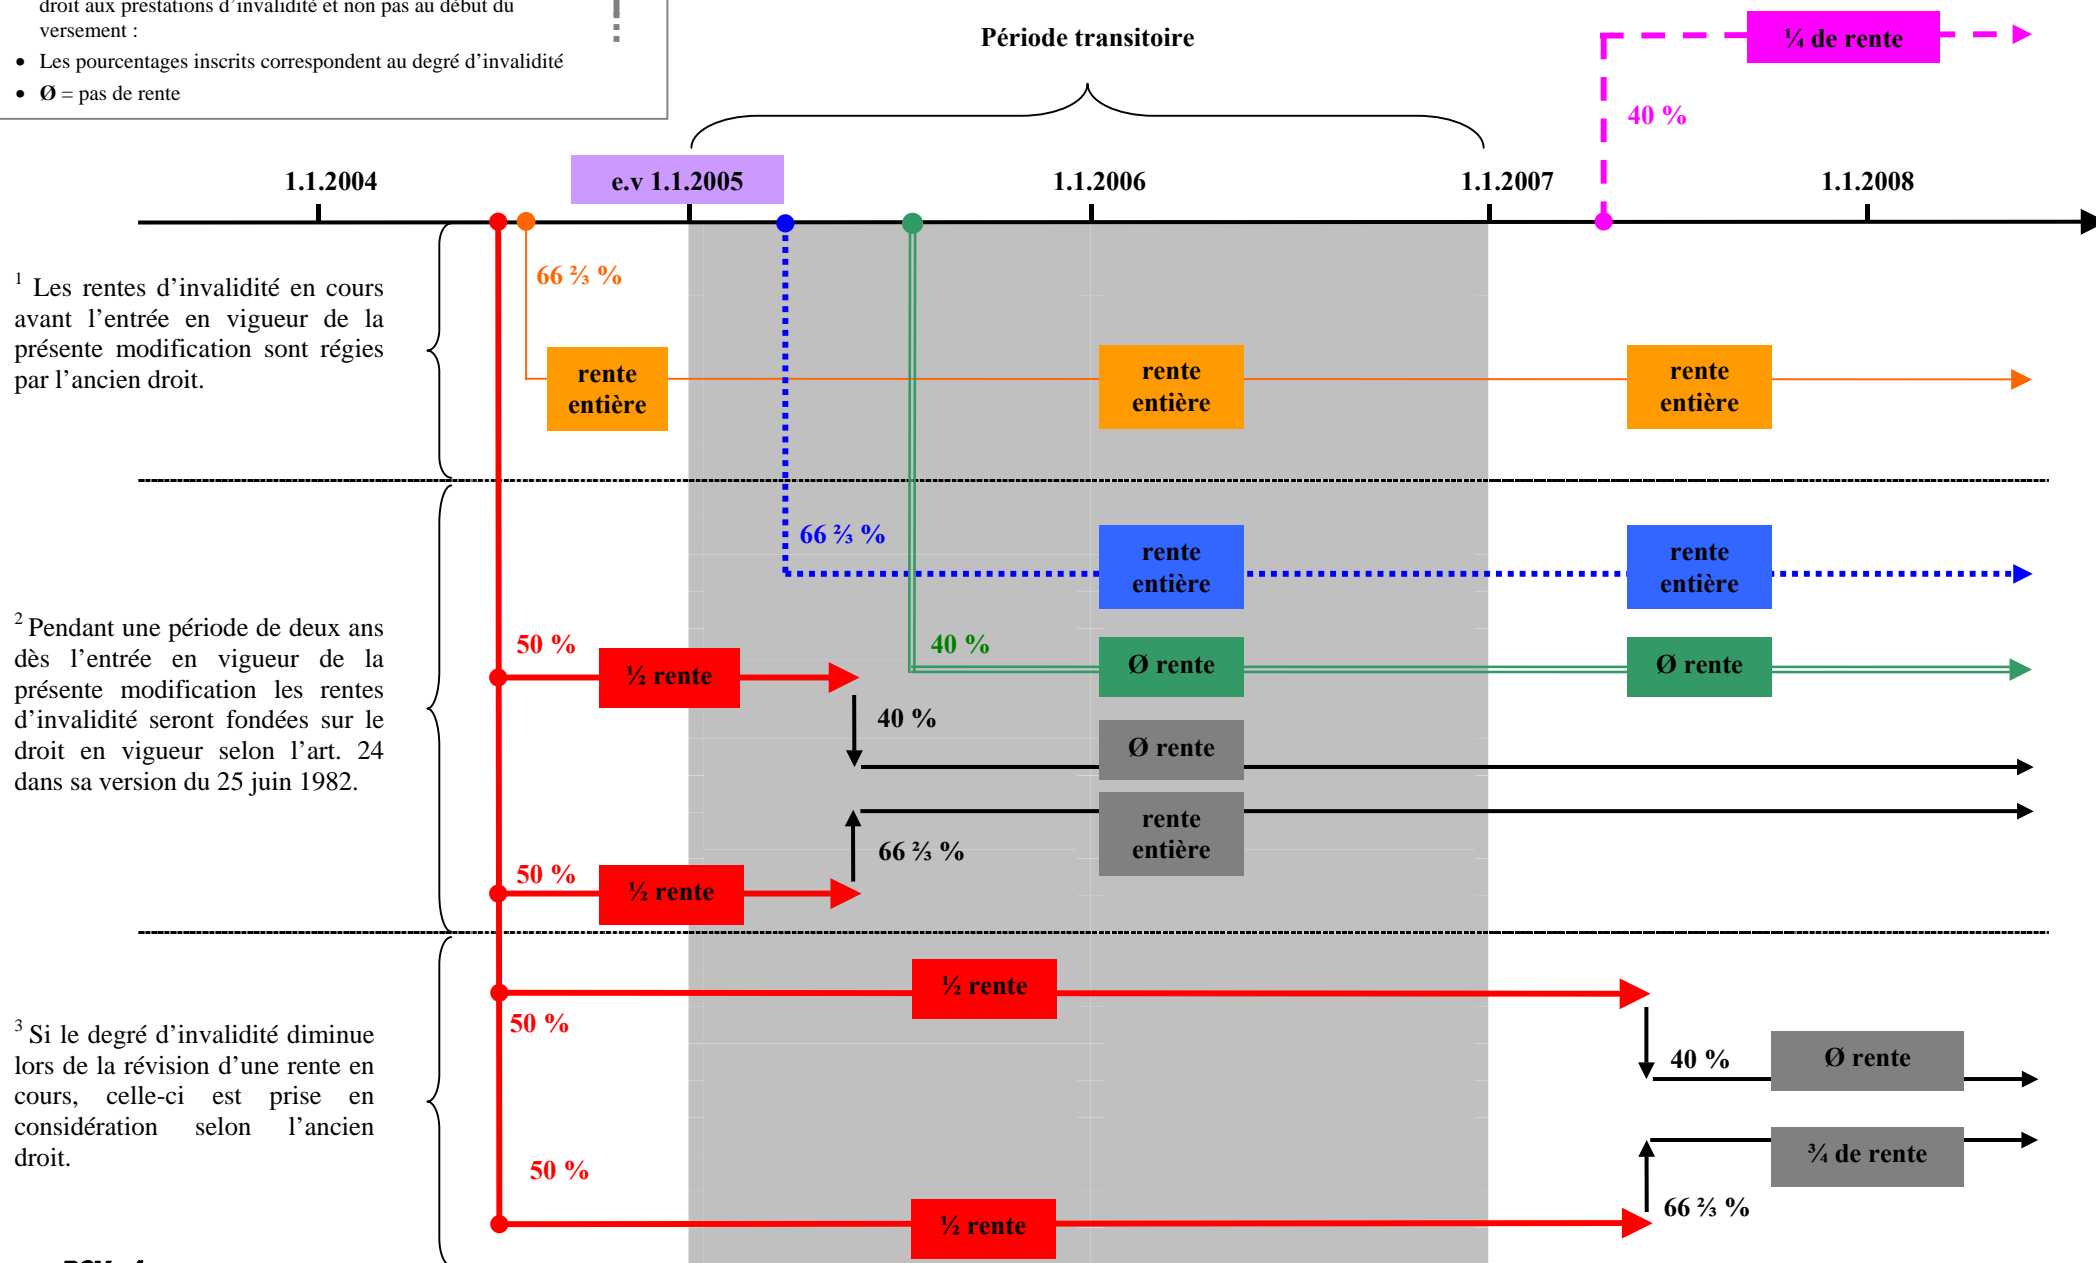 droit aux prestations d’invalidité et non pas au début du
versement :
• Les pourcentages inscrits correspondent au degré d’invalidité
• Ø = pas de rente
Période transitoire
¼ de rente
40 %
1.1.2004
e.v 1.1.2005
1.1.2006
1.1.2007
1.1.2008
1 Les rentes d’invalidité en cours
avant l’entrée en vigueur de la
présente modification sont régies
par l’ancien droit.
66 ⅔ %
rente
entière
rente
entière
rente
entière
2 Pendant une période de deux ans
dès l’entrée en vigueur de la
présente modification les rentes
d’invalidité seront fondées sur le
droit en vigueur selon l’art. 24
dans sa version du 25 juin 1982.
66 ⅔ %
rente
entière
rente
entière
50 %
½ rente
40 %
Ø rente
Ø rente
40 %
Ø rente
rente
entière
66 ⅔ %
50 %
½ rente
3 Si le degré d’invalidité diminue
lors de la révision d’une rente en
cours, celle-ci est prise en
considération selon l’ancien
droit.
½ rente
50 %
40 %
Ø rente
¾ de rente
66 ⅔ %
50 %
½ rente